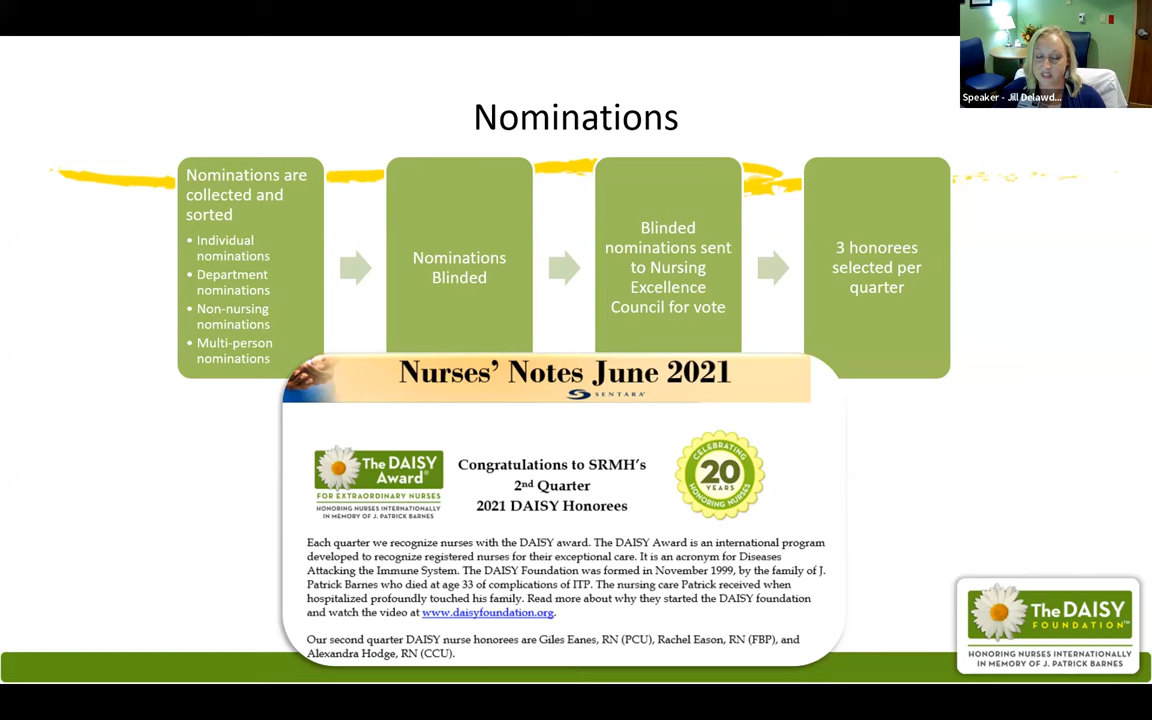 Speaker - Jill Delawd...
Nominations
Nominations are
collected and
sorted
• Individual
nominations
• Department
nominations
• Non-nursing
nominations
• Multi-person
nominations
Nominations
Blinded
Blinded
nominations sent
to Nursing
Excellence
Council for vote
3 honorees
selected per
quarter
Nurses' Notes June 2021
SENTARA
The DAISY
Award
FOR EXTRAORDINARY NURSES
HONORING NURSES INTERNATIONALLY
IN MEMORY OF J. PATRICK BARNES
Congratulations to SRMH's
2nd Quarter
2021 DAISY Honorees
CELEBRATING
20
YEARS
HONORING NURSES
Each quarter we recognize nurses with the DAISY award. The DAISY Award is an international program
developed to recognize registered nurses for their exceptional care. It is an acronym for Diseases
Attacking the Immune System. The DAISY Foundation was formed in November 1999, by the family of J.
Patrick Barnes who died at age 33 of complications of ITP. The nursing care Patrick received when
hospitalized profoundly touched his family. Read more about why they started the DAISY foundation
and watch the video at www.daisyfoundation.org.
Our second quarter DAISY nurse honorees are Giles Eanes, RN (PCU), Rachel Eason, RN (FBP), and
Alexandra Hodge, RN (CCU).
The DAISY
FOUNDATION™
HONORING NURSES INTERNATIONALLY
IN MEMORY OF J. PATRICK BARNES